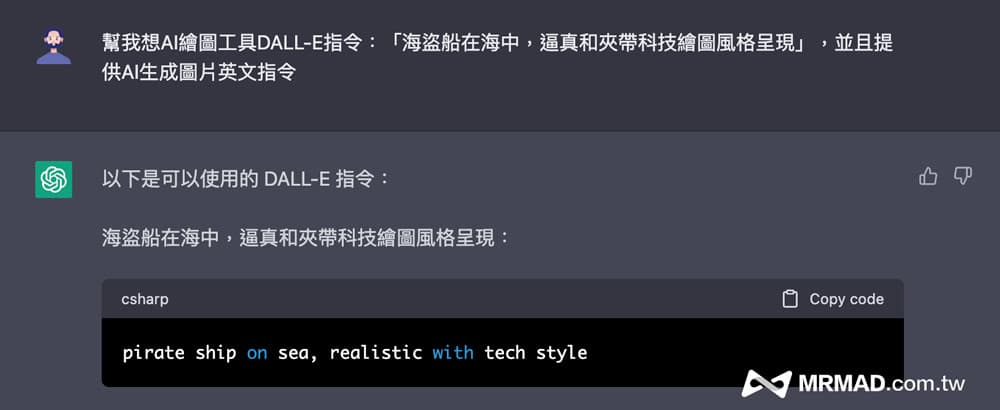 幫我想AI繪圖工具DALL-E指令：「海盜船在海中，逼真和夾帶科技繪圖風格呈現」，並且提
供AI生成圖片英文指令
以下是可以使用的 DALL-E 指令：
海盜船在海中，逼真和夾帶科技繪圖風格呈現：
csharp
Copy code
pirate ship on sea, realistic with tech style
MRMAD.com.tw